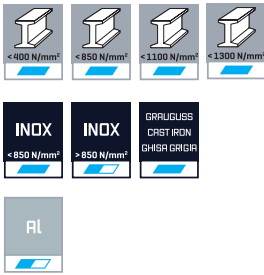 <400 N/mm²
<850 N/mm²
<1100 N/mm²
<1300 N/mm²
INOX
<850 N/mm²
INOX
>850 N/mm²
GRAUGUSS
CAST IRON
GHISA GRIGIA
Al